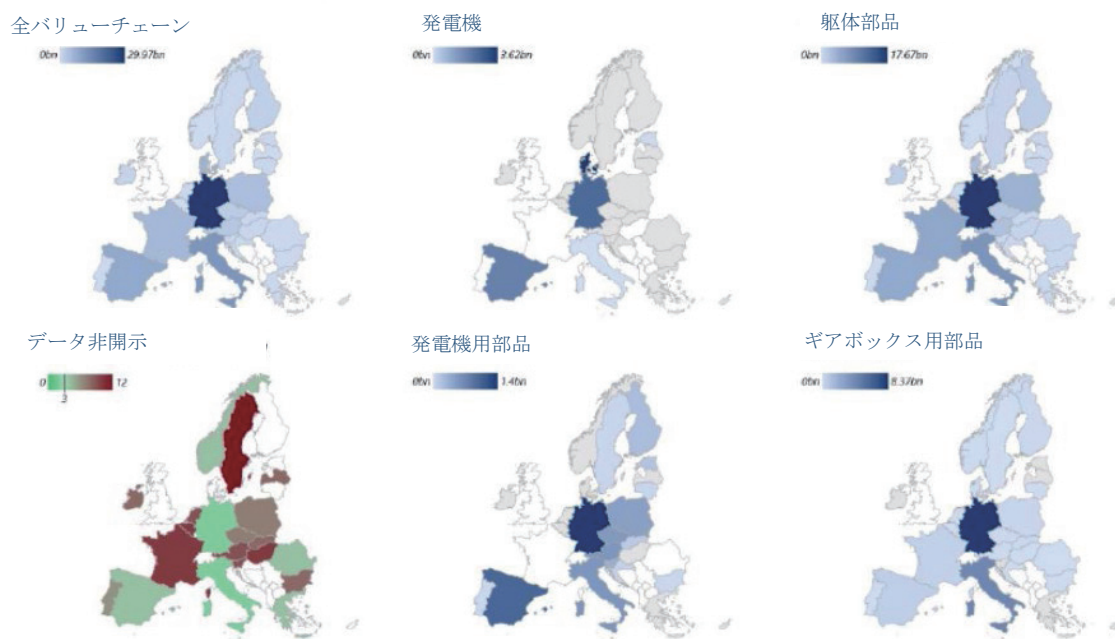 全バリューチェーン
0bn 29.97bn
発電機
0bn 3.62bn
躯体部品
0bn 17.67bn
データ非開示
0 12
3
発電機用部品
0bn 1.4bn
ギアボックス用部品
0bn 8.37bn